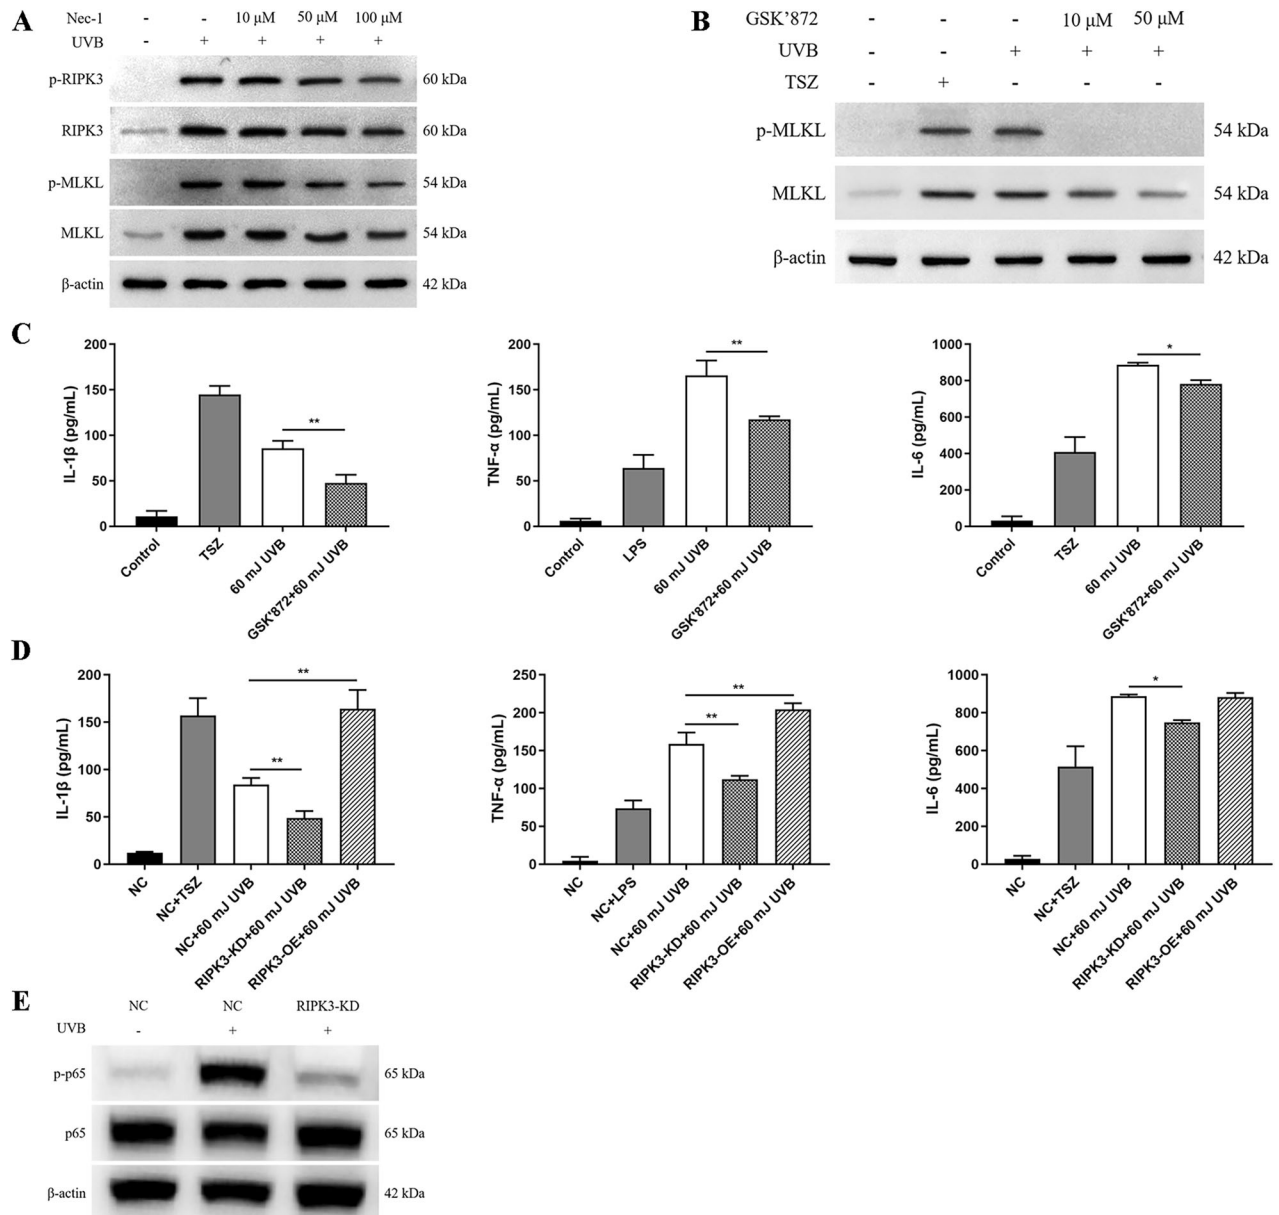 A
Nec-1 - - 10 μM 50 μM 100 μM
UVB - + + + +
p-RIPK3 60 kDa
RIPK3 60 kDa
p-MLKL 54 kDa
MLKL 54 kDa
β-actin 42 kDa
B
GSK'872 - - - 10 μM 50 μM
UVB - - + + +
TSZ - + - - -
p-MLKL 54 kDa
MLKL 54 kDa
β-actin 42 kDa
C
IL-1β (pg/mL)
200
150
100
50
0
**
Control
TSZ
60 mJ UVB
GSK'872+60 mJ UVB
TNF-α (pg/mL)
200
150
100
50
0
**
Control
LPS
60 mJ UVB
GSK'872+60 mJ UVB
IL-6 (pg/mL)
1000
800
600
400
200
0
*
Control
TSZ
60 mJ UVB
GSK'872+60 mJ UVB
D
IL-1β (pg/mL)
200
150
100
50
0
**
**
NC
NC+TSZ
NC+60 mJ UVB
RIPK3-KD+60 mJ UVB
RIPK3-OE+60 mJ UVB
TNF-α (pg/mL)
250
200
150
100
50
0
**
**
NC
NC+LPS
NC+60 mJ UVB
RIPK3-KD+60 mJ UVB
RIPK3-OE+60 mJ UVB
IL-6 (pg/mL)
1000
800
600
400
200
0
*
NC
NC+TSZ
NC+60 mJ UVB
RIPK3-KD+60 mJ UVB
RIPK3-OE+60 mJ UVB
E
NC NC RIPK3-KD
UVB - + +
p-p65 65 kDa
p65 65 kDa
β-actin 42 kDa